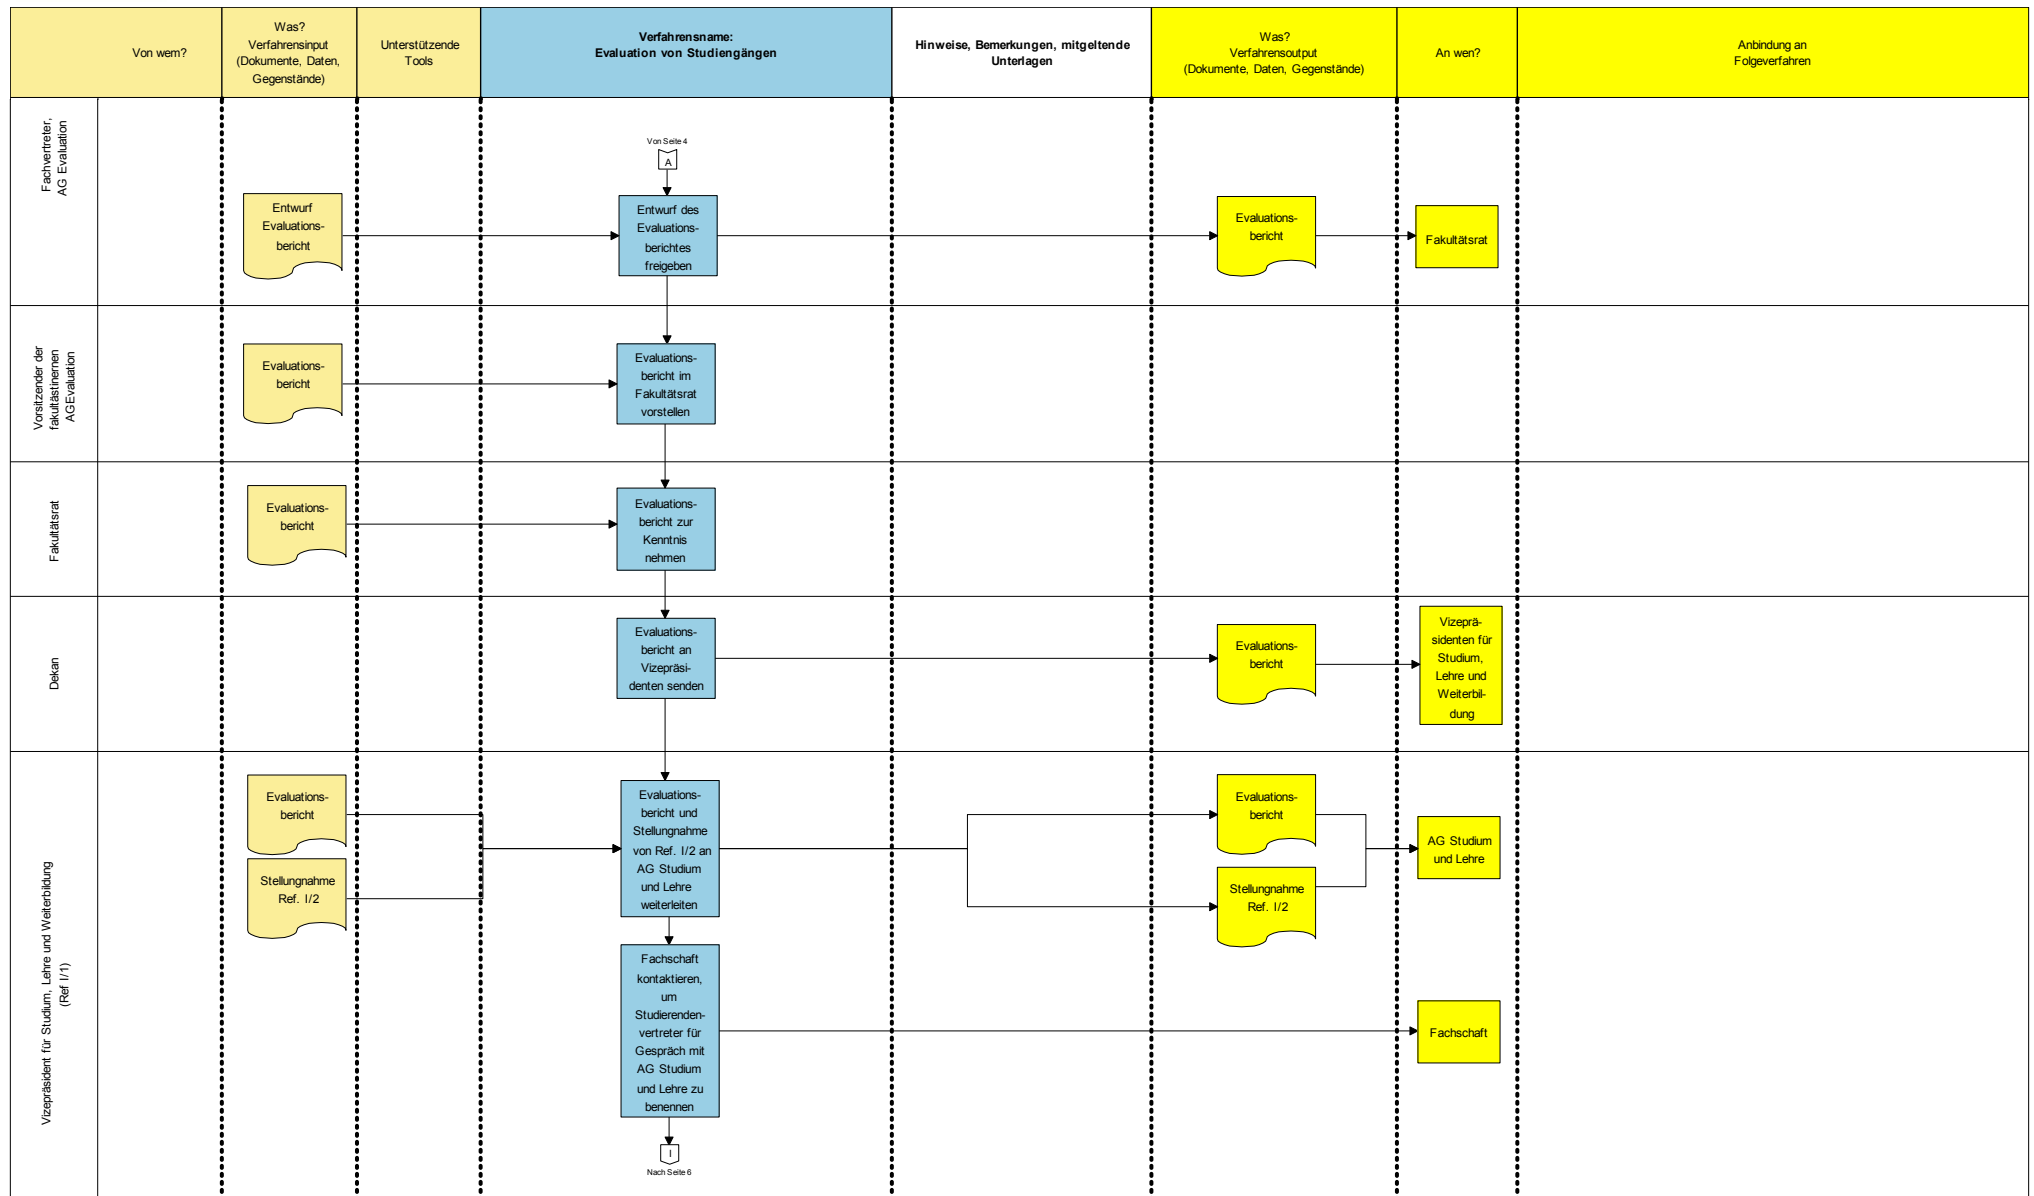 Von wem?
Was?
Verfahrensinput
(Dokumente, Daten,
Gegenstände)
Unterstützende
Tools
Verfahrensname:
Evaluation von Studiengängen
Hinweise, Bemerkungen, mitgeltende
Unterlagen
Was?
Verfahrensoutput
(Dokumente, Daten, Gegenstände)
An wen?
Anbindung an
Folgeverfahren
Fachvertreter,
AG Evaluation
Von Seite 4
A
Entwurf
Evaluations-
bericht
Entwurf des
Evaluations-
berichtes
freigeben
Evaluations-
bericht
Fakultätsrat
Vorsitzender der
fakultästinernen
AGEvaluation
Evaluations-
bericht
Evaluations-
bericht im
Fakultätsrat
vorstellen
Fakultätsrat
Evaluations-
bericht
Evaluations-
bericht zur
Kenntnis
nehmen
Dekan
Evaluations-
bericht an
Vizepräsi-
denten senden
Evaluations-
bericht
Vizeprä-
sidenten für
Studium,
Lehre und
Weiterbil-
dung
Vizepräsident für Studium, Lehre und Weiterbildung
(Ref I/1)
Evaluations-
bericht
Stellungnahme
Ref. I/2
Evaluations-
bericht und
Stellungnahme
von Ref. I/2 an
AG Studium
und Lehre
weiterleiten
Evaluations-
bericht
Stellungnahme
Ref. I/2
AG Studium
und Lehre
Fachschaft
kontaktieren,
um
Studierenden-
vertreter für
Gespräch mit
AG Studium
und Lehre zu
benennen
Fachschaft
I
Nach Seite 6